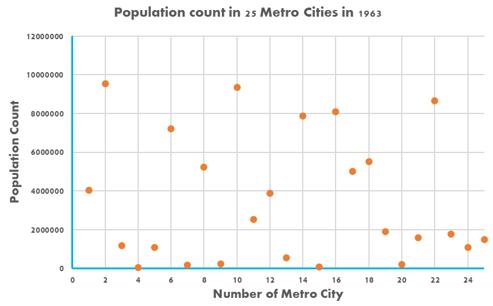 Population count in 25 Metro Cities in 1963
12000000
10000000
8000000
6000000
4000000
2000000
0
Population Count
0 2 4 6 8 10 12 14 16 18 20 22 24
Number of Metro City